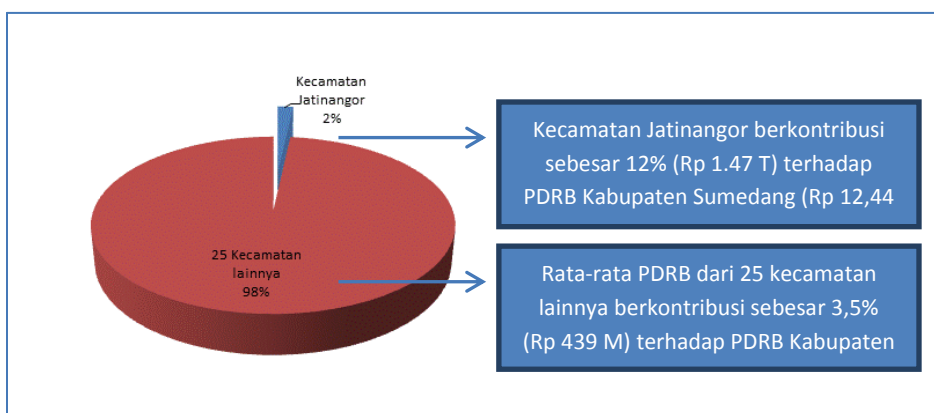 Kecamatan
Jatinangor
2%
25 Kecamatan
lainnya
98%
Kecamatan Jatinangor berkontribusi
sebesar 12% (Rp 1.47 T) terhadap
PDRB Kabupaten Sumedang (Rp 12,44
Rata-rata PDRB dari 25 kecamatan
lainnya berkontribusi sebesar 3,5%
(Rp 439 M) terhadap PDRB Kabupaten